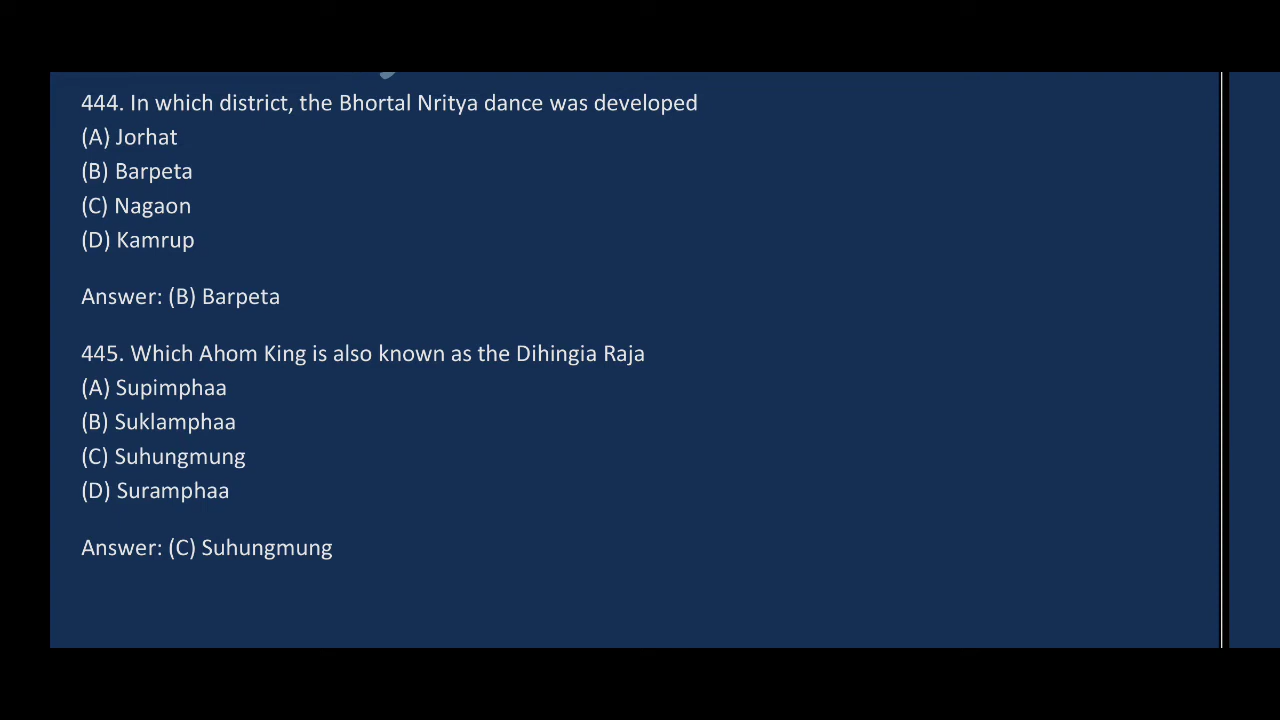 444. In which district, the Bhortal Nritya dance was developed
(A) Jorhat
(B) Barpeta
(C) Nagaon
(D) Kamrup
Answer: (B) Barpeta
445. Which Ahom King is also known as the Dihingia Raja
(A) Supimphaa
(B) Suklamphaa
(C) Suhungmung
(D) Suramphaa
Answer: (C) Suhungmung